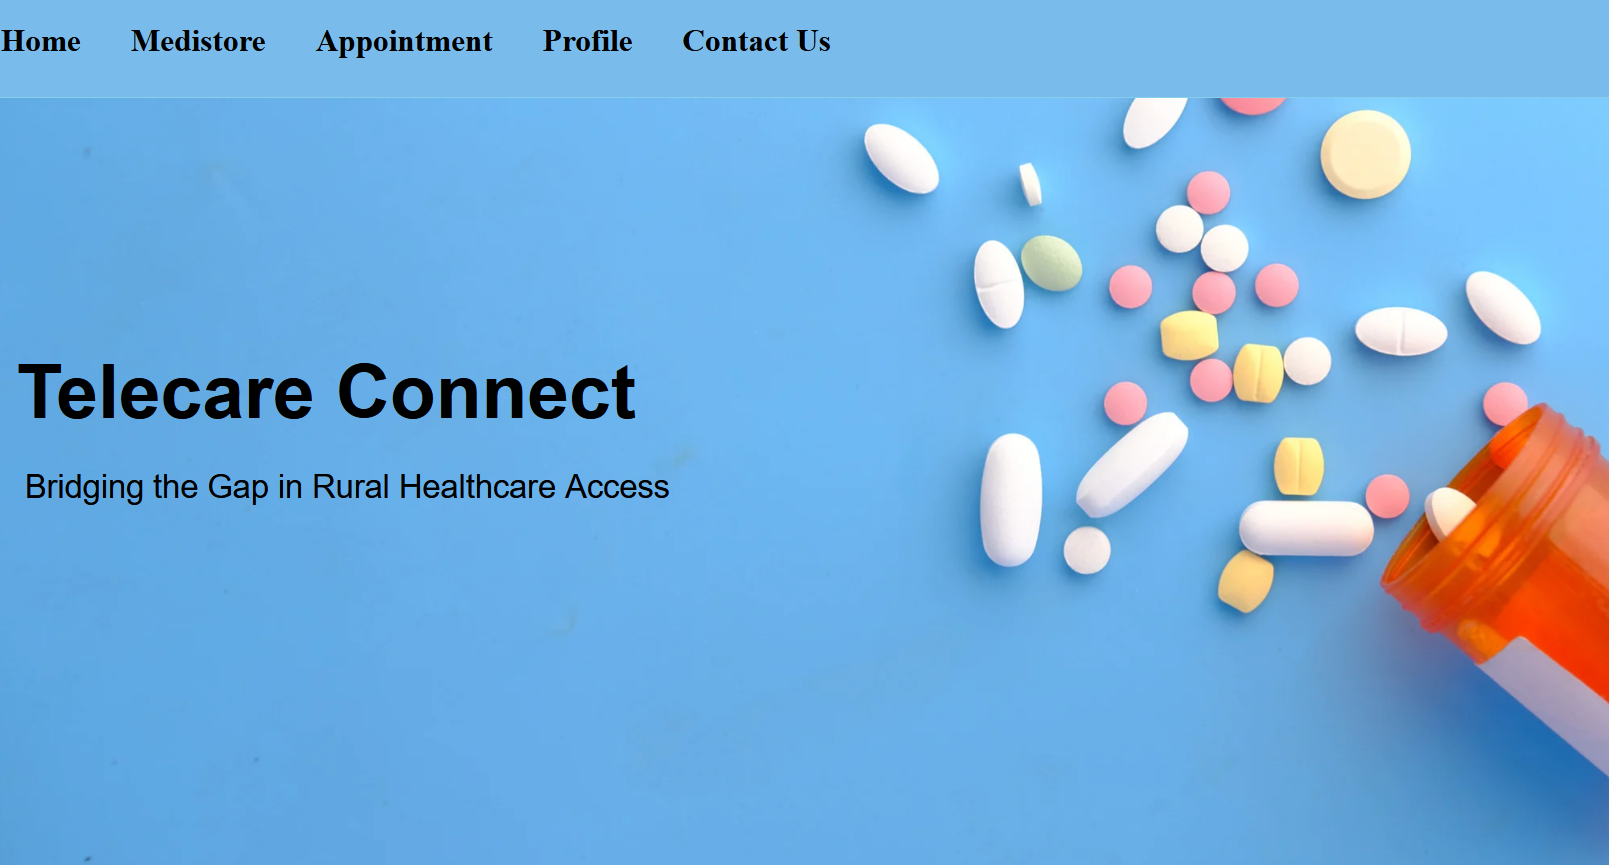 Home Medistore Appointment Profile Contact Us
Telecare Connect
Bridging the Gap in Rural Healthcare Access